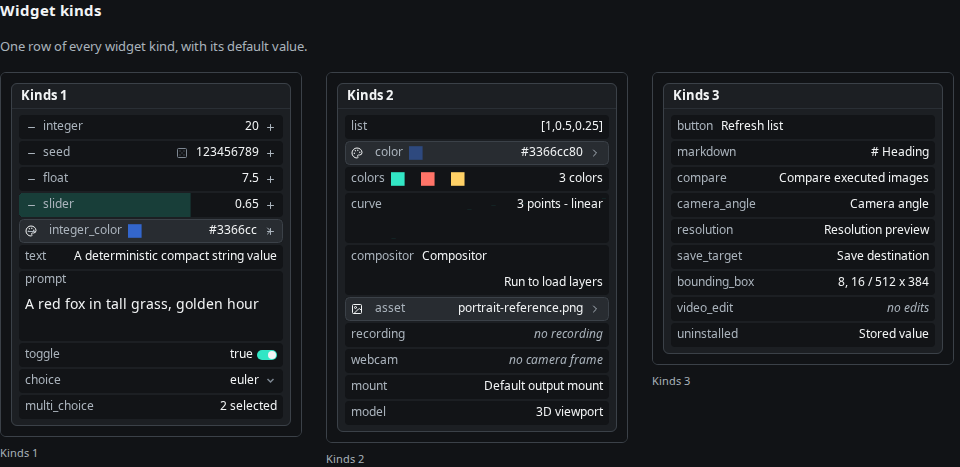 Widget kinds
One row of every widget kind, with its default value.
Kinds 1
– integer 20 +
– seed 123456789 +
– float 7.5 +
– slider 0.65 +
integer_color #3366cc +
text A deterministic compact string value
prompt
A red fox in tall grass, golden hour
toggle true
choice euler
multi_choice 2 selected
Kinds 1
Kinds 2
list [1,0.5,0.25]
color #3366cc80
colors 3 colors
curve 3 points - linear
compositor Compositor
Run to load layers
asset portrait-reference.png
recording no recording
webcam no camera frame
mount Default output mount
model 3D viewport
Kinds 2
Kinds 3
button Refresh list
markdown # Heading
compare Compare executed images
camera_angle Camera angle
resolution Resolution preview
save_target Save destination
bounding_box 8, 16 / 512 x 384
video_edit no edits
uninstalled Stored value
Kinds 3